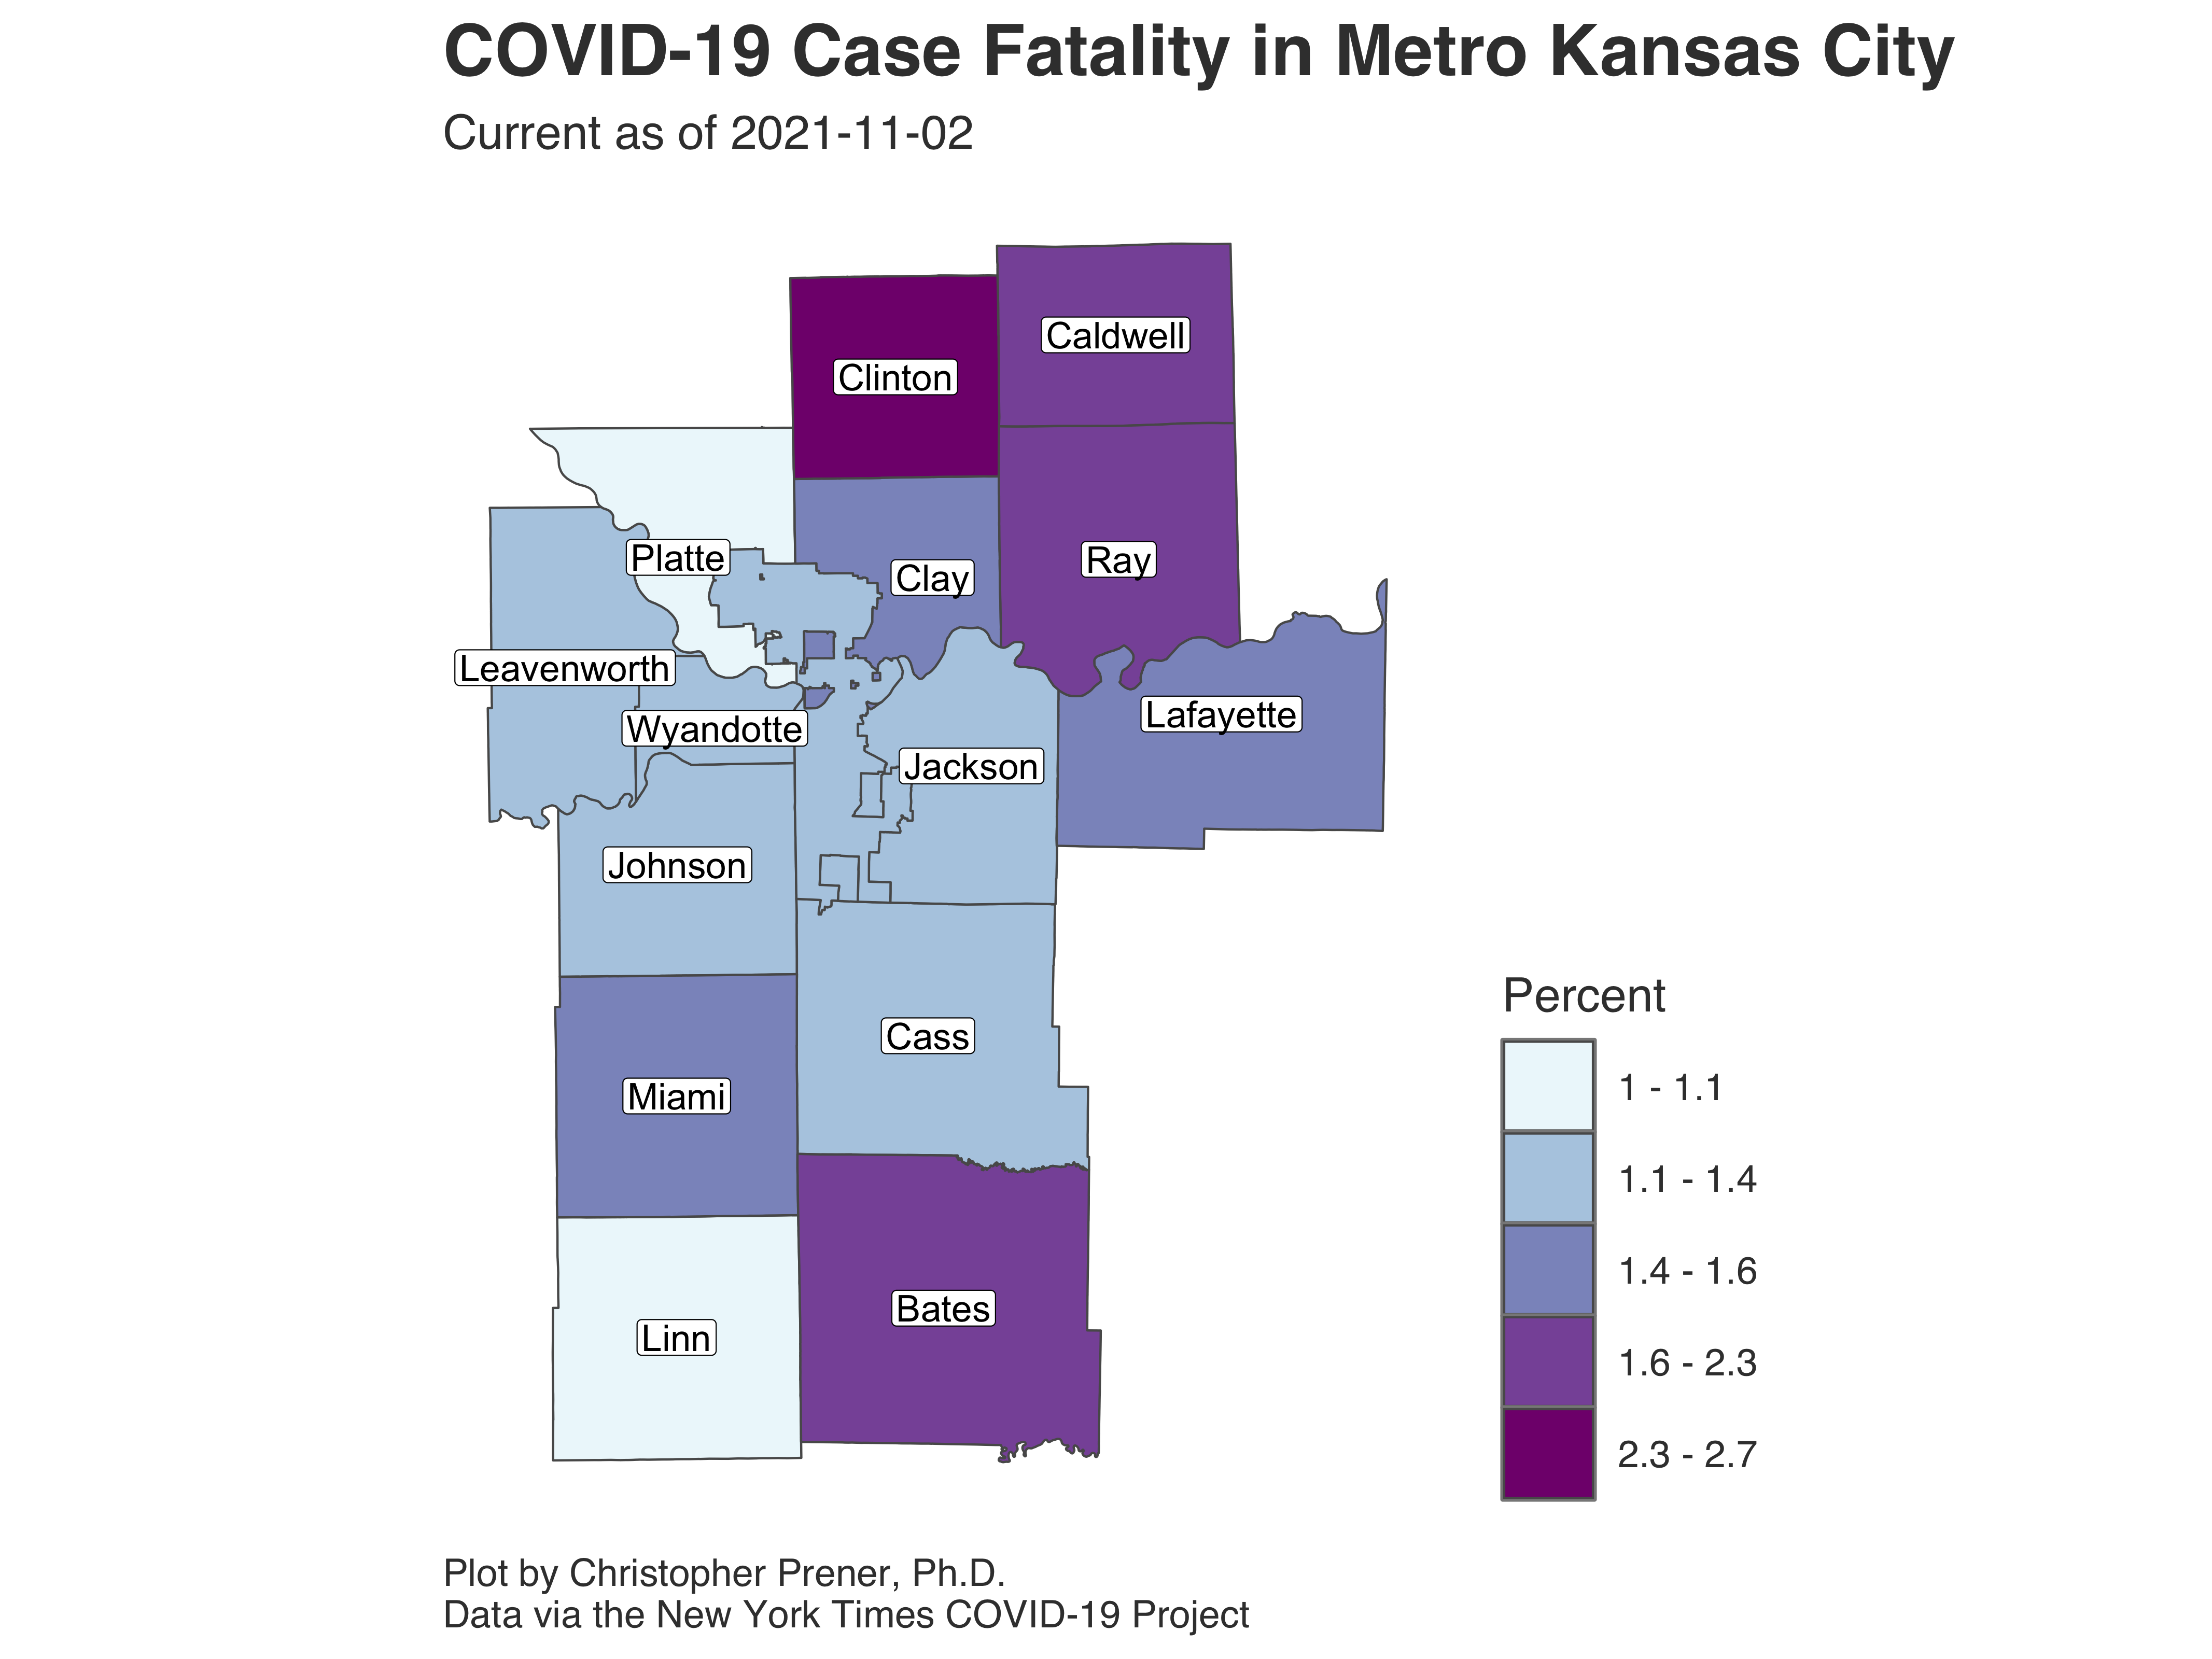 COVID-19 Case Fatality in Metro Kansas City
Current as of 2021-11-02
Caldwell
Clinton
Platte
Clay
Ray
Leavenworth
Wyandotte
Lafayette
Jackson
Johnson
Cass
Miami
Bates
Linn
Percent
1 - 1.1
1.1 - 1.4
1.4 - 1.6
1.6 - 2.3
2.3 - 2.7
Plot by Christopher Prener, Ph.D.
Data via the New York Times COVID-19 Project